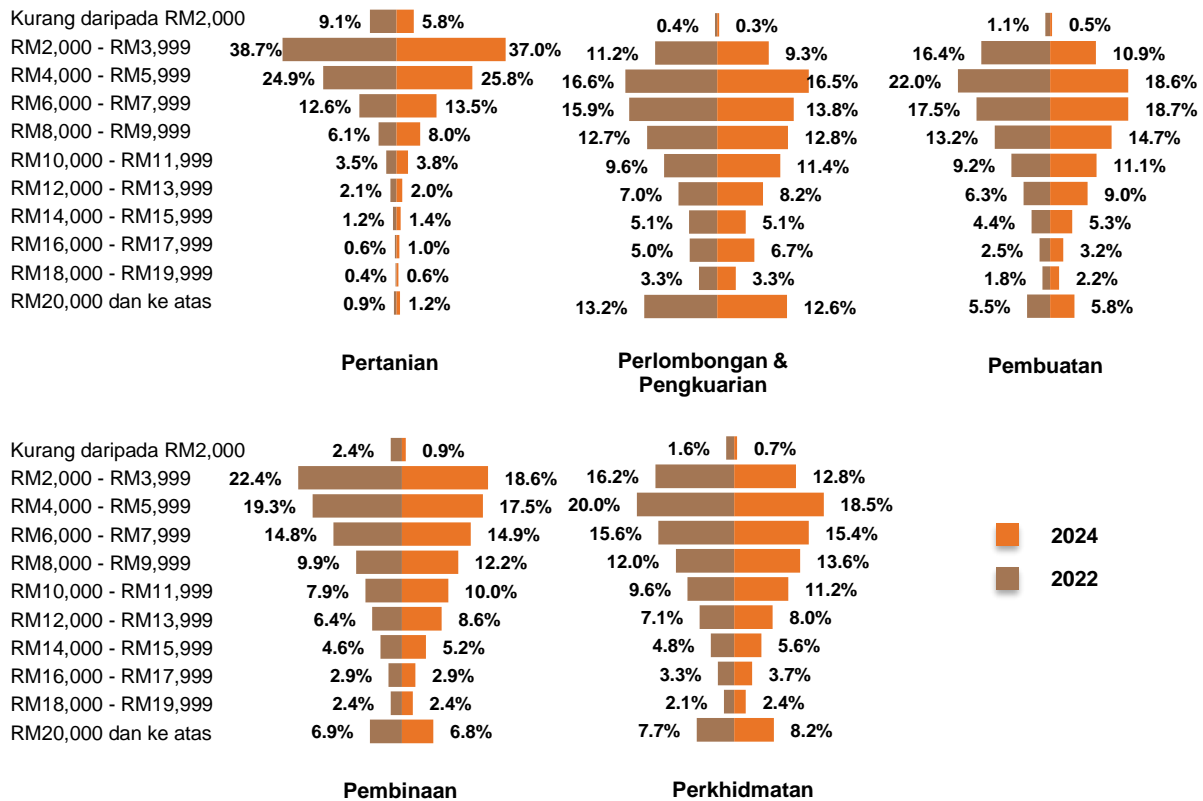 Kurang daripada RM2,000 9.1% 5.8% 0.4% 0.3% 1.1% 0.5%
RM2,000 - RM3,999 38.7% 37.0% 11.2% 9.3% 16.4% 10.9%
RM4,000 - RM5,999 24.9% 25.8% 16.6% 16.5% 22.0% 18.6%
RM6,000 - RM7,999 12.6% 13.5% 15.9% 13.8% 17.5% 18.7%
RM8,000 - RM9,999 6.1% 8.0% 12.7% 12.8% 13.2% 14.7%
RM10,000 - RM11,999 3.5% 3.8% 9.6% 11.4% 9.2% 11.1%
RM12,000 - RM13,999 2.1% 2.0% 7.0% 8.2% 6.3% 9.0%
RM14,000 - RM15,999 1.2% 1.4% 5.1% 5.1% 4.4% 5.3%
RM16,000 - RM17,999 0.6% 1.0% 5.0% 6.7% 2.5% 3.2%
RM18,000 - RM19,999 0.4% 0.6% 3.3% 3.3% 1.8% 2.2%
RM20,000 dan ke atas 0.9% 1.2% 13.2% 12.6% 5.5% 5.8%
Pertanian
Perlombongan &
Pengkuarian
Pembuatan
Kurang daripada RM2,000 2.4% 0.9% 1.6% 0.7%
RM2,000 - RM3,999 22.4% 18.6% 16.2% 12.8%
RM4,000 - RM5,999 19.3% 17.5% 20.0% 18.5%
RM6,000 - RM7,999 14.8% 14.9% 15.6% 15.4%
RM8,000 - RM9,999 9.9% 12.2% 12.0% 13.6%
RM10,000 - RM11,999 7.9% 10.0% 9.6% 11.2%
RM12,000 - RM13,999 6.4% 8.6% 7.1% 8.0%
RM14,000 - RM15,999 4.6% 5.2% 4.8% 5.6%
RM16,000 - RM17,999 2.9% 2.9% 3.3% 3.7%
RM18,000 - RM19,999 2.4% 2.4% 2.1% 2.4%
RM20,000 dan ke atas 6.9% 6.8% 7.7% 8.2%
2024
2022
Pembinaan
Perkhidmatan